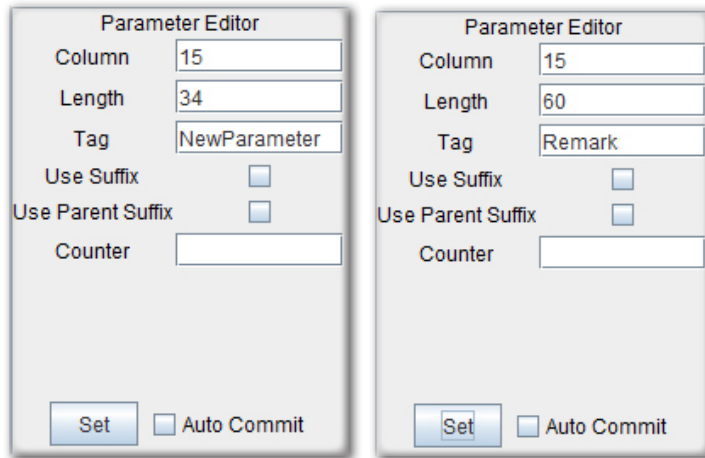 Parameter Editor
Column 15
Length 34
Tag NewParameter
Use Suffix
Use Parent Suffix
Counter
Set Auto Commit
Parameter Editor
Column 15
Length 60
Tag Remark
Use Suffix
Use Parent Suffix
Counter
Set Auto Commit